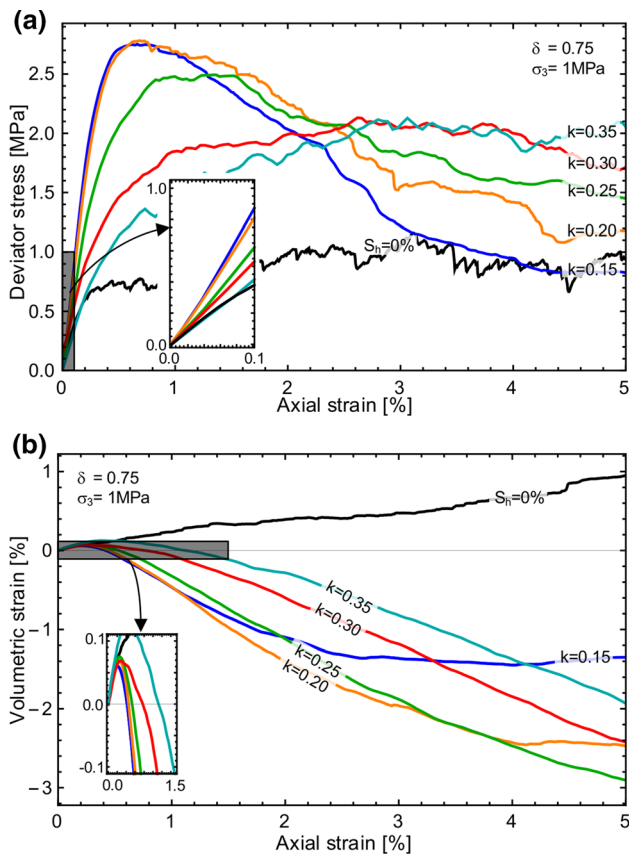 (a)
δ = 0.75
σ3= 1MPa
Deviator stress [MPa]
2.5
2.0
1.5
1.0
0.5
0.0
k=0.35
k=0.30
k=0.25
k=0.20
k=0.15
Sh=0%
1.0
0.0
0.0
0.1
0
1
2
3
4
5
Axial strain [%]
(b)
δ = 0.75
σ3= 1MPa
Volumetric strain [%]
1
0
-1
-2
-3
Sh=0%
k=0.35
k=0.30
k=0.25
k=0.20
k=0.15
0.1
0.0
-0.1
0.0
1.5
0
1
2
3
4
5
Axial strain [%]